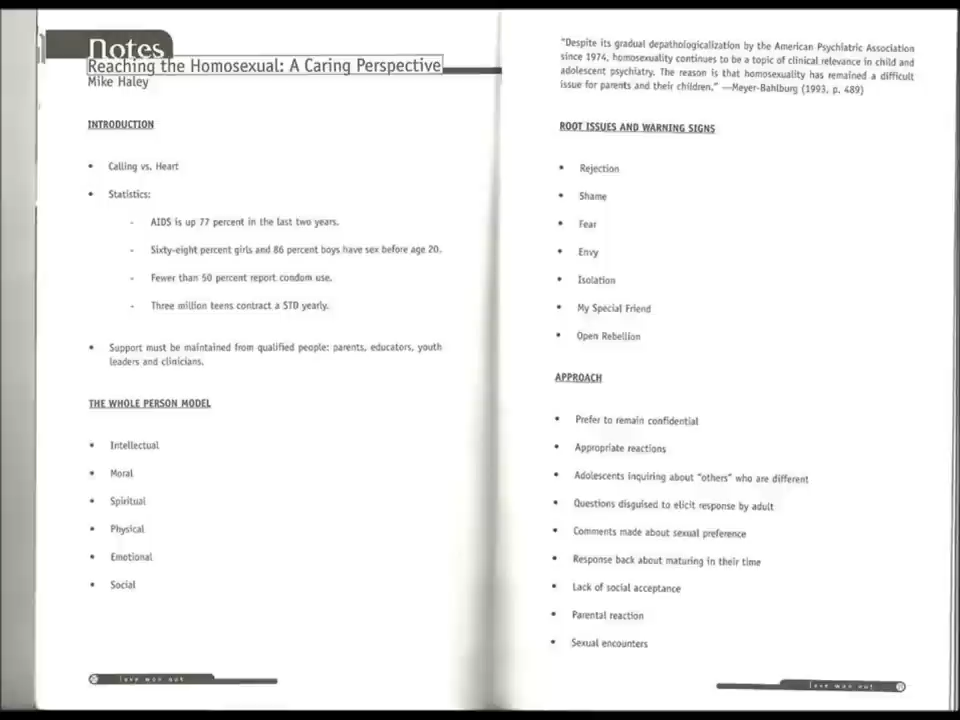 notes
Reaching the Homosexual: A Caring Perspective
Mike Haley
INTRODUCTION
• Calling vs. Heart
• Statistics:
- AIDS is up 77 percent in the last two years.
- Sixty-eight percent girls and 86 percent boys have sex before age 20.
- Fewer than 50 percent report condom use.
- Three million teens contract a STD yearly.
• Support must be maintained from qualified people: parents, educators, youth
leaders and clinicians.
THE WHOLE PERSON MODEL
• Intellectual
• Moral
• Spiritual
• Physical
• Emotional
• Social
love won out
"Despite its gradual depathologicalization by the American Psychiatric Association
since 1974, homosexuality continues to be a topic of clinical relevance in child and
adolescent psychiatry. The reason is that homosexuality has remained a difficult
issue for parents and their children." —Meyer-Bahlburg (1993, p. 489)
ROOT ISSUES AND WARNING SIGNS
• Rejection
• Shame
• Fear
• Envy
• Isolation
• My Special Friend
• Open Rebellion
APPROACH
• Prefer to remain confidential
• Appropriate reactions
• Adolescents inquiring about "others" who are different
• Questions disguised to elicit response by adult
• Comments made about sexual preference
• Response back about maturing in their time
• Lack of social acceptance
• Parental reaction
• Sexual encounters
love won out